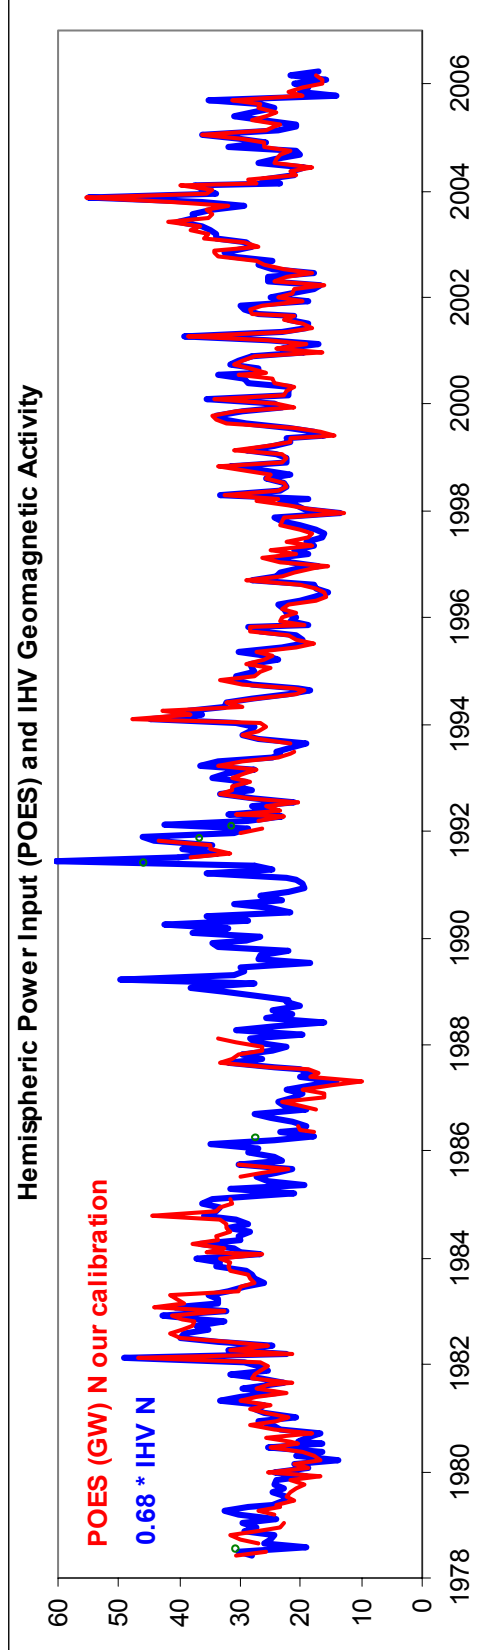 Hemispheric Power Input (POES) and IHV Geomagnetic Activity
60
50
40
30
20
10
0
POES (GW) N our calibration
0.68 * IHV N
1978 1980 1982 1984 1986 1988 1990 1992 1994 1996 1998 2000 2002 2004 2006